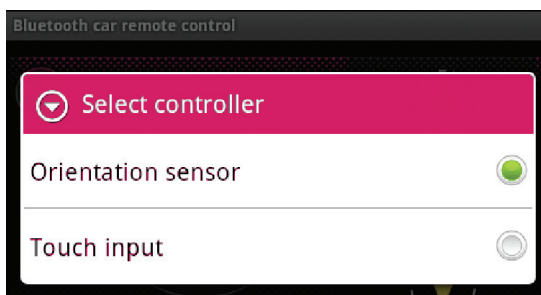 Bluetooth car remote control
Select controller
Orientation sensor
Touch input